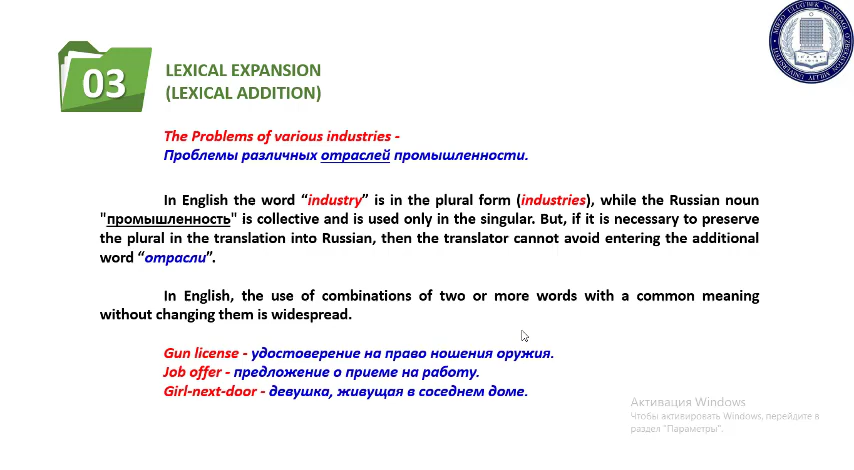 03
LEXICAL EXPANSION
(LEXICAL ADDITION)
The Problems of various industries -
Проблемы различных отраслей промышленности.
In English the word “industry” is in the plural form (industries), while the Russian noun
"промышленность" is collective and is used only in the singular. But, if it is necessary to preserve
the plural in the translation into Russian, then the translator cannot avoid entering the additional
word “отрасли”.
In English, the use of combinations of two or more words with a common meaning
without changing them is widespread.
Gun license - удостоверение на право ношения оружия.
Job offer - предложение о приеме на работу.
Girl-next-door - девушка, живущая в соседнем доме.
Активация Windows
Чтобы активировать Windows, перейдите в
раздел "Параметры".